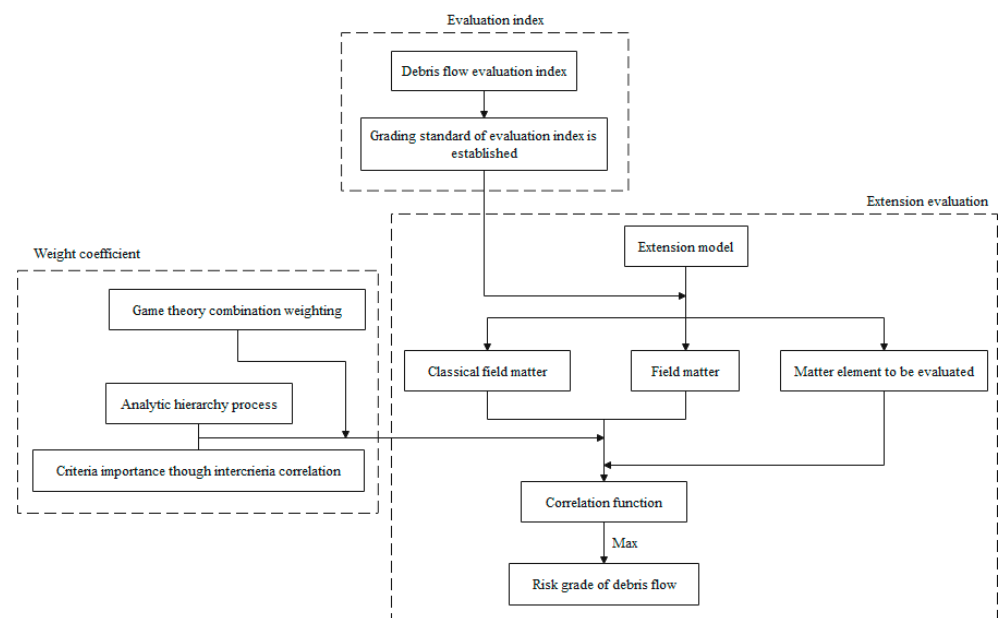 Evaluation index
Debris flow evaluation index
Grading standard of evaluation index is
established
Extension evaluation
Extension model
Weight coefficient
Game theory combination weighting
Classical field matter
Field matter
Matter element to be evaluated
Analytic hierarchy process
Criteria importance though intercrieria correlation
Correlation function
Max
Risk grade of debris flow